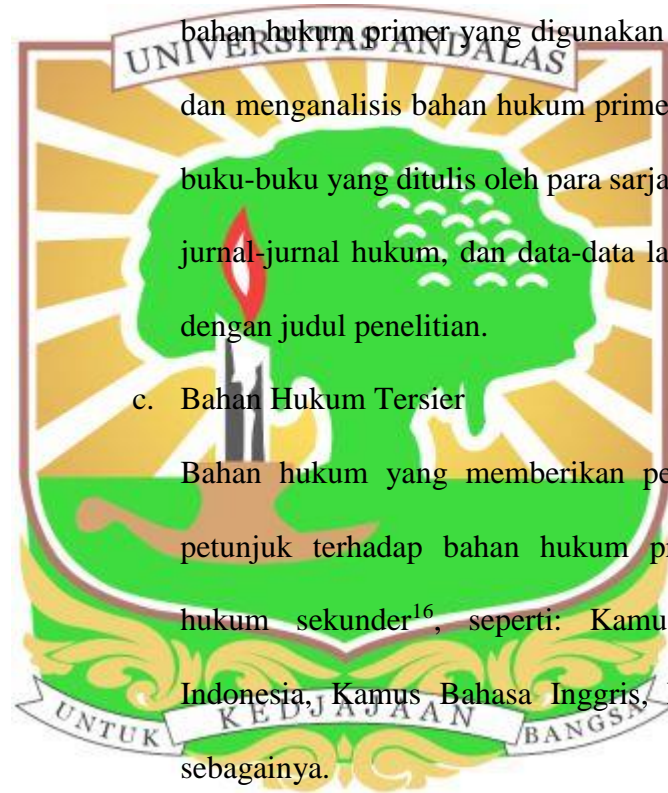 bahan hukum primer yang digunakan
UNIVERSITAS ANDALAS
dan menganalisis bahan hukum prime
buku-buku yang ditulis oleh para sarja
jurnal-jurnal hukum, dan data-data la
dengan judul penelitian.
c. Bahan Hukum Tersier
Bahan hukum yang memberikan pe
petunjuk terhadap bahan hukum p
hukum sekunder16, seperti: Kamu
Indonesia, Kamus Bahasa Inggris,
UNTUK KEDJAJAAN BANGSA
sebagainya.